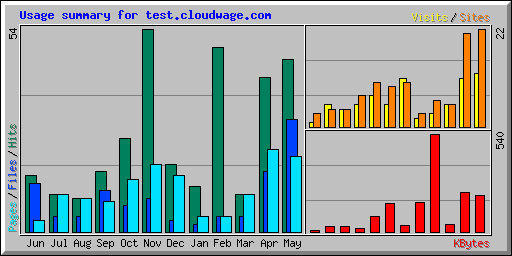 Usage summary for test.cloudwage.com
Visits/Sites
54
22
540
Pages/Files/Hits
Jun Jul Aug Sep Oct Nov Dec Jan Feb Mar Apr May
KBytes